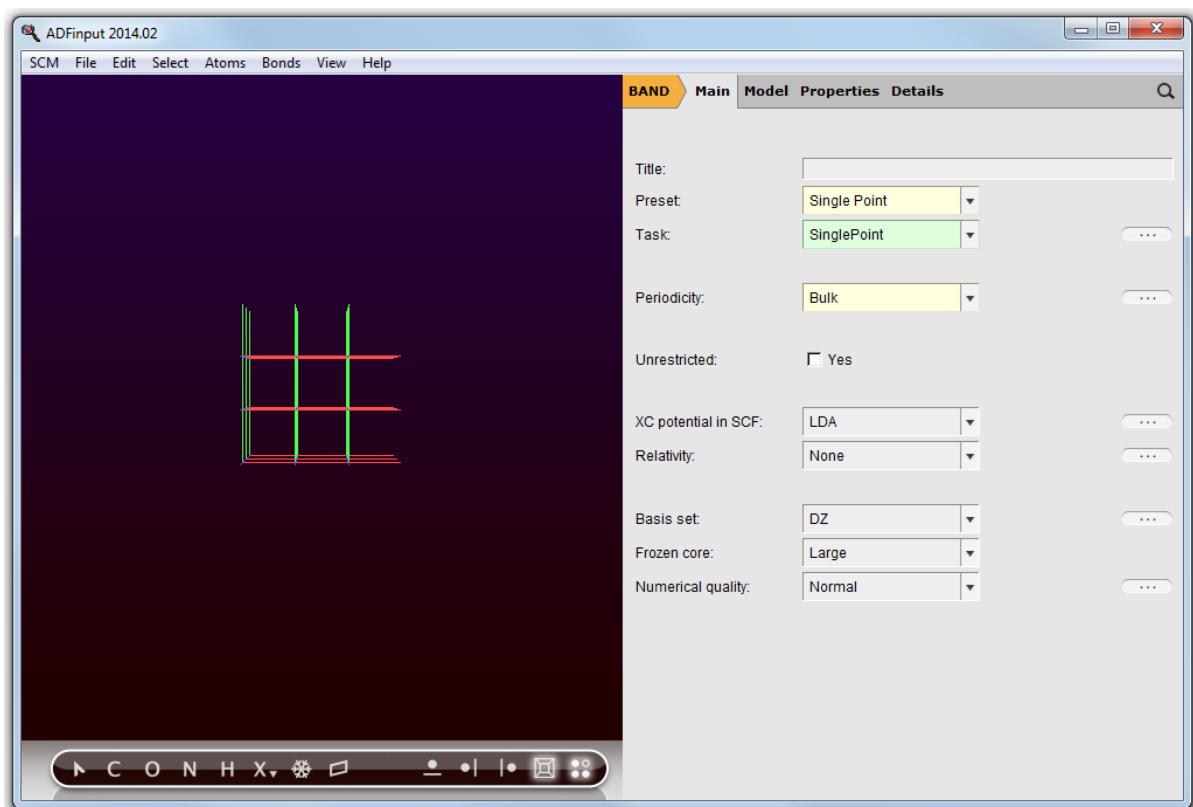 ADFinput 2014.02
SCM File Edit Select Atoms Bonds View Help
BAND Main Model Properties Details
Title:
Preset: Single Point
Task: SinglePoint
Periodicity: Bulk
Unrestricted: Yes
XC potential in SCF: LDA
Relativity: None
Basis set: DZ
Frozen core: Large
Numerical quality: Normal
C O N H X